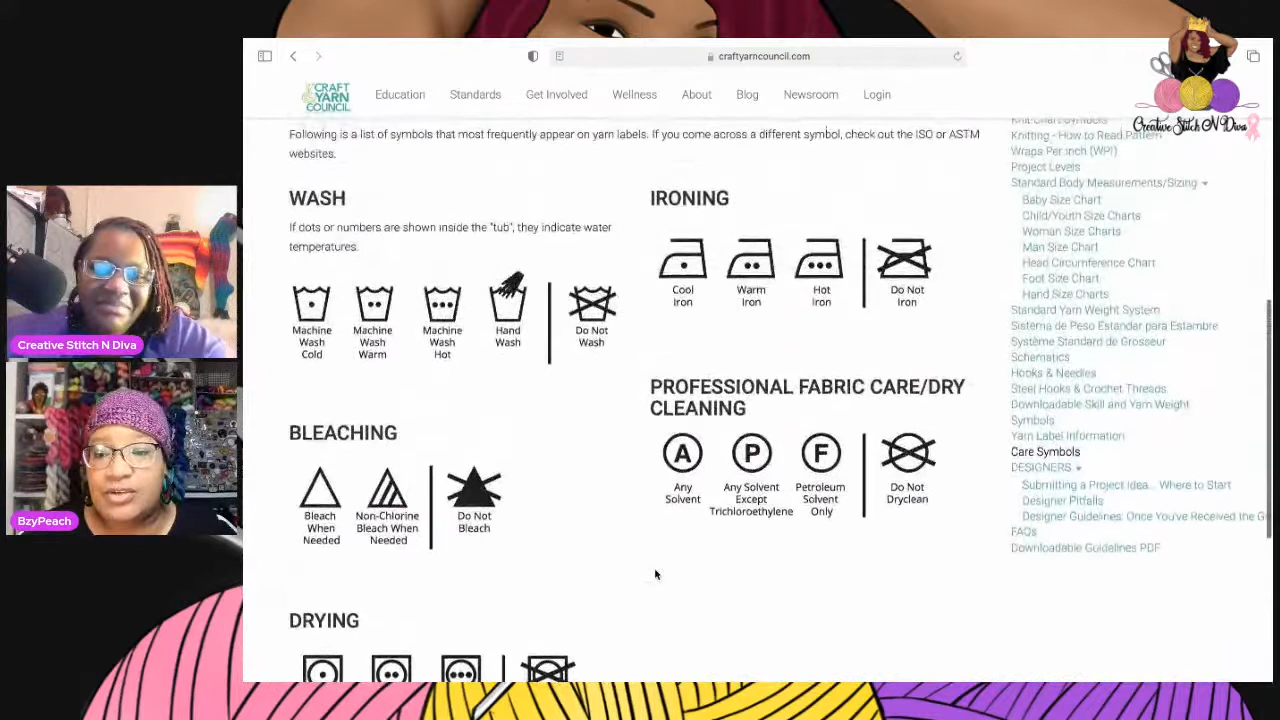 craftyarncouncil.com
CRAFT
YARN
COUNCIL
Education
Standards
Get Involved
Wellness
About
Blog
Newsroom
Login
Creative Stitch N Diva
Following is a list of symbols that most frequently appear on yarn labels. If you come across a different symbol, check out the ISO or ASTM
websites.
WASH
If dots or numbers are shown inside the "tub", they indicate water
temperatures.
Machine
Wash
Cold
Machine
Wash
Warm
Machine
Wash
Hot
Hand
Wash
Do Not
Wash
BLEACHING
Bleach
When
Needed
Non-Chlorine
Bleach When
Needed
Do Not
Bleach
DRYING
IRONING
Cool
Iron
Warm
Iron
Hot
Iron
Do Not
Iron
PROFESSIONAL FABRIC CARE/DRY
CLEANING
A
P
F
Any
Solvent
Any Solvent
Except
Trichloroethylene
Petroleum
Solvent
Only
Do Not
Dryclean
Knitting - How to Read Pattern
Wraps Per Inch (WPI)
Project Levels
Standard Body Measurements/Sizing
Baby Size Chart
Child/Youth Size Charts
Woman Size Charts
Man Size Chart
Head Circumference Chart
Foot Size Chart
Hand Size Charts
Standard Yarn Weight System
Sistema de Peso Estandar para Estambre
Système Standard de Grosseur
Schematics
Hooks & Needles
Steel Hooks & Crochet Threads
Downloadable Skill and Yarn Weight
Symbols
Yarn Label Information
Care Symbols
DESIGNERS
Submitting a Project Idea... Where to Start
Designer Pitfalls
Designer Guidelines: Once You've Received the G
FAQs
Downloadable Guidelines PDF
Creative Stitch N Diva
BzyPeach